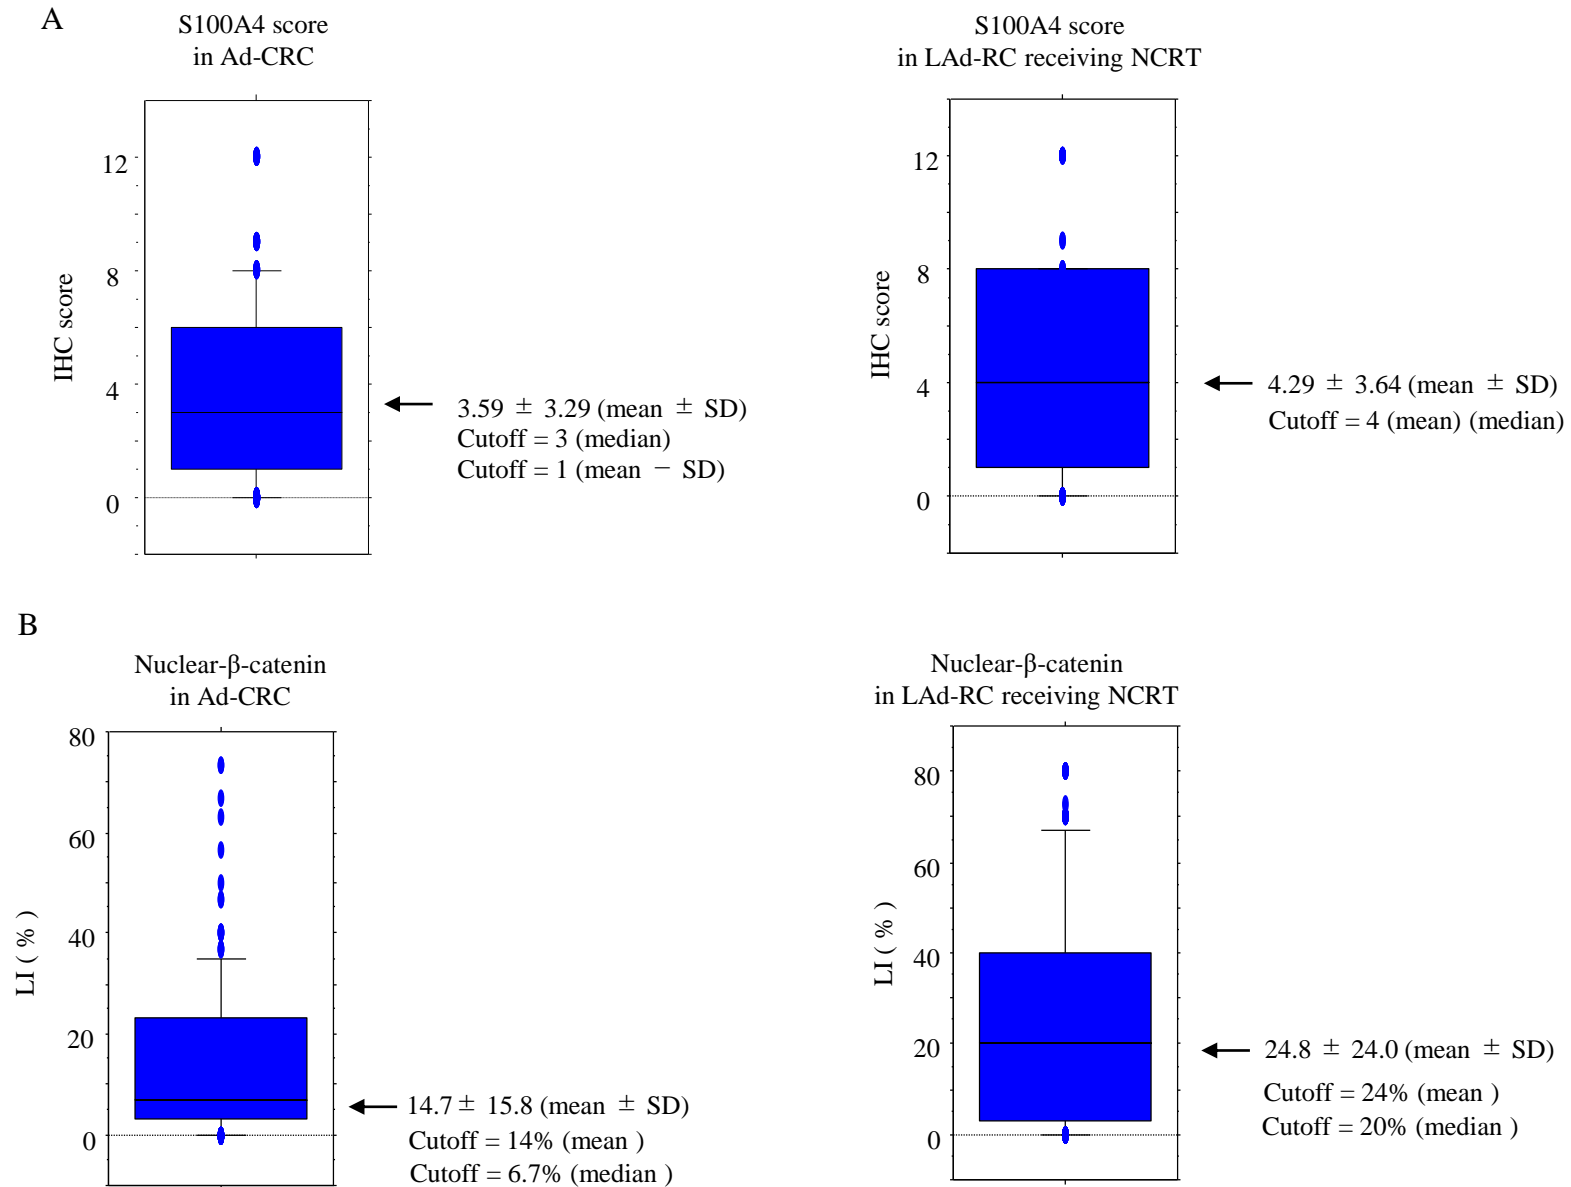 A
S100A4 score
in Ad-CRC
12
8
4
0
IHC score
3.59 ± 3.29 (mean ± SD)
Cutoff = 3 (median)
Cutoff = 1 (mean − SD)
S100A4 score
in LAd-RC receiving NCRT
12
8
4
0
IHC score
4.29 ± 3.64 (mean ± SD)
Cutoff = 4 (mean) (median)
B
Nuclear-β-catenin
in Ad-CRC
80
60
40
20
0
LI ( % )
14.7 ± 15.8 (mean ± SD)
Cutoff = 14% (mean )
Cutoff = 6.7% (median )
Nuclear-β-catenin
in LAd-RC receiving NCRT
80
60
40
20
0
LI ( % )
24.8 ± 24.0 (mean ± SD)
Cutoff = 24% (mean )
Cutoff = 20% (median )